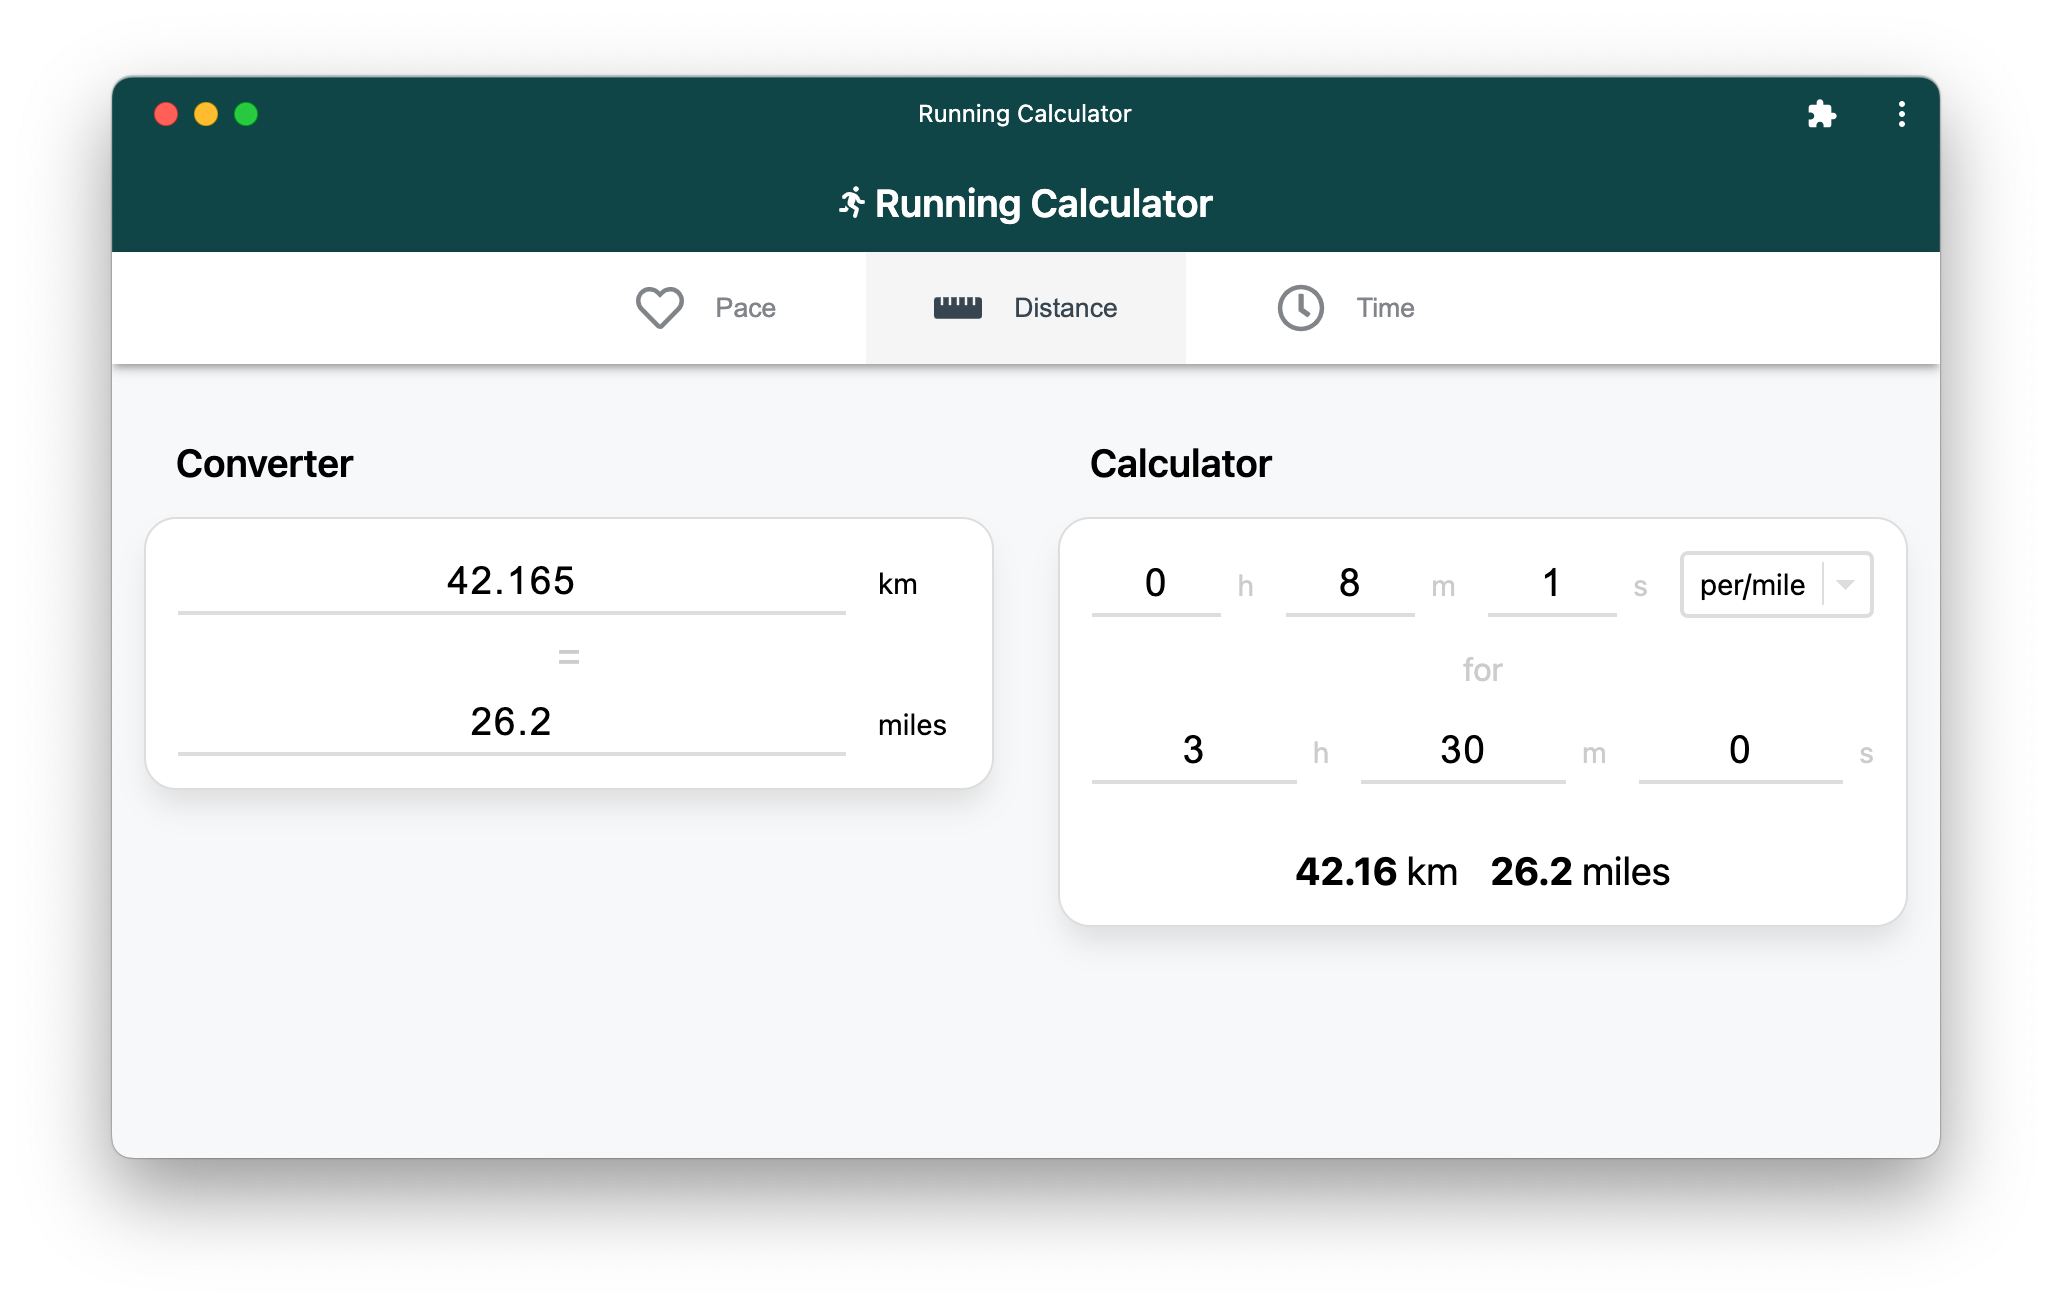 Running Calculator
Running Calculator
Pace
Distance
Time
Converter
42.165 km
=
26.2 miles
Calculator
0 h 8 m 1 s per/mile
for
3 h 30 m 0 s
42.16 km 26.2 miles